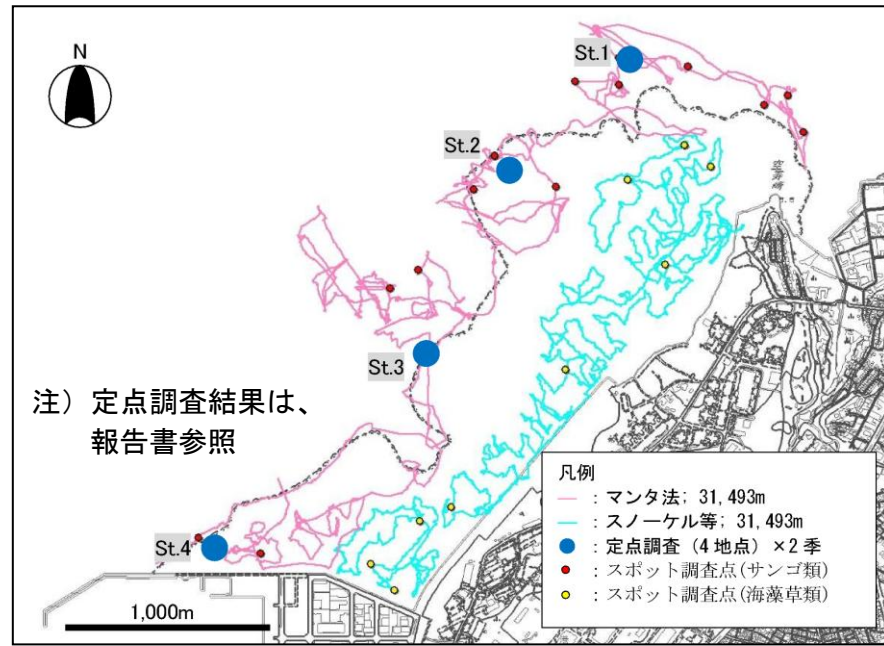 N
St.1
St.2
St.3
注) 定点調査結果は、
報告書参照
St.4
1,000m
凡例
: マンタ法; 31,493m
: スノーケル等; 31,493m
: 定点調査（4地点）×2季
: スポット調査点(サンゴ類)
: スポット調査点(海藻草類)